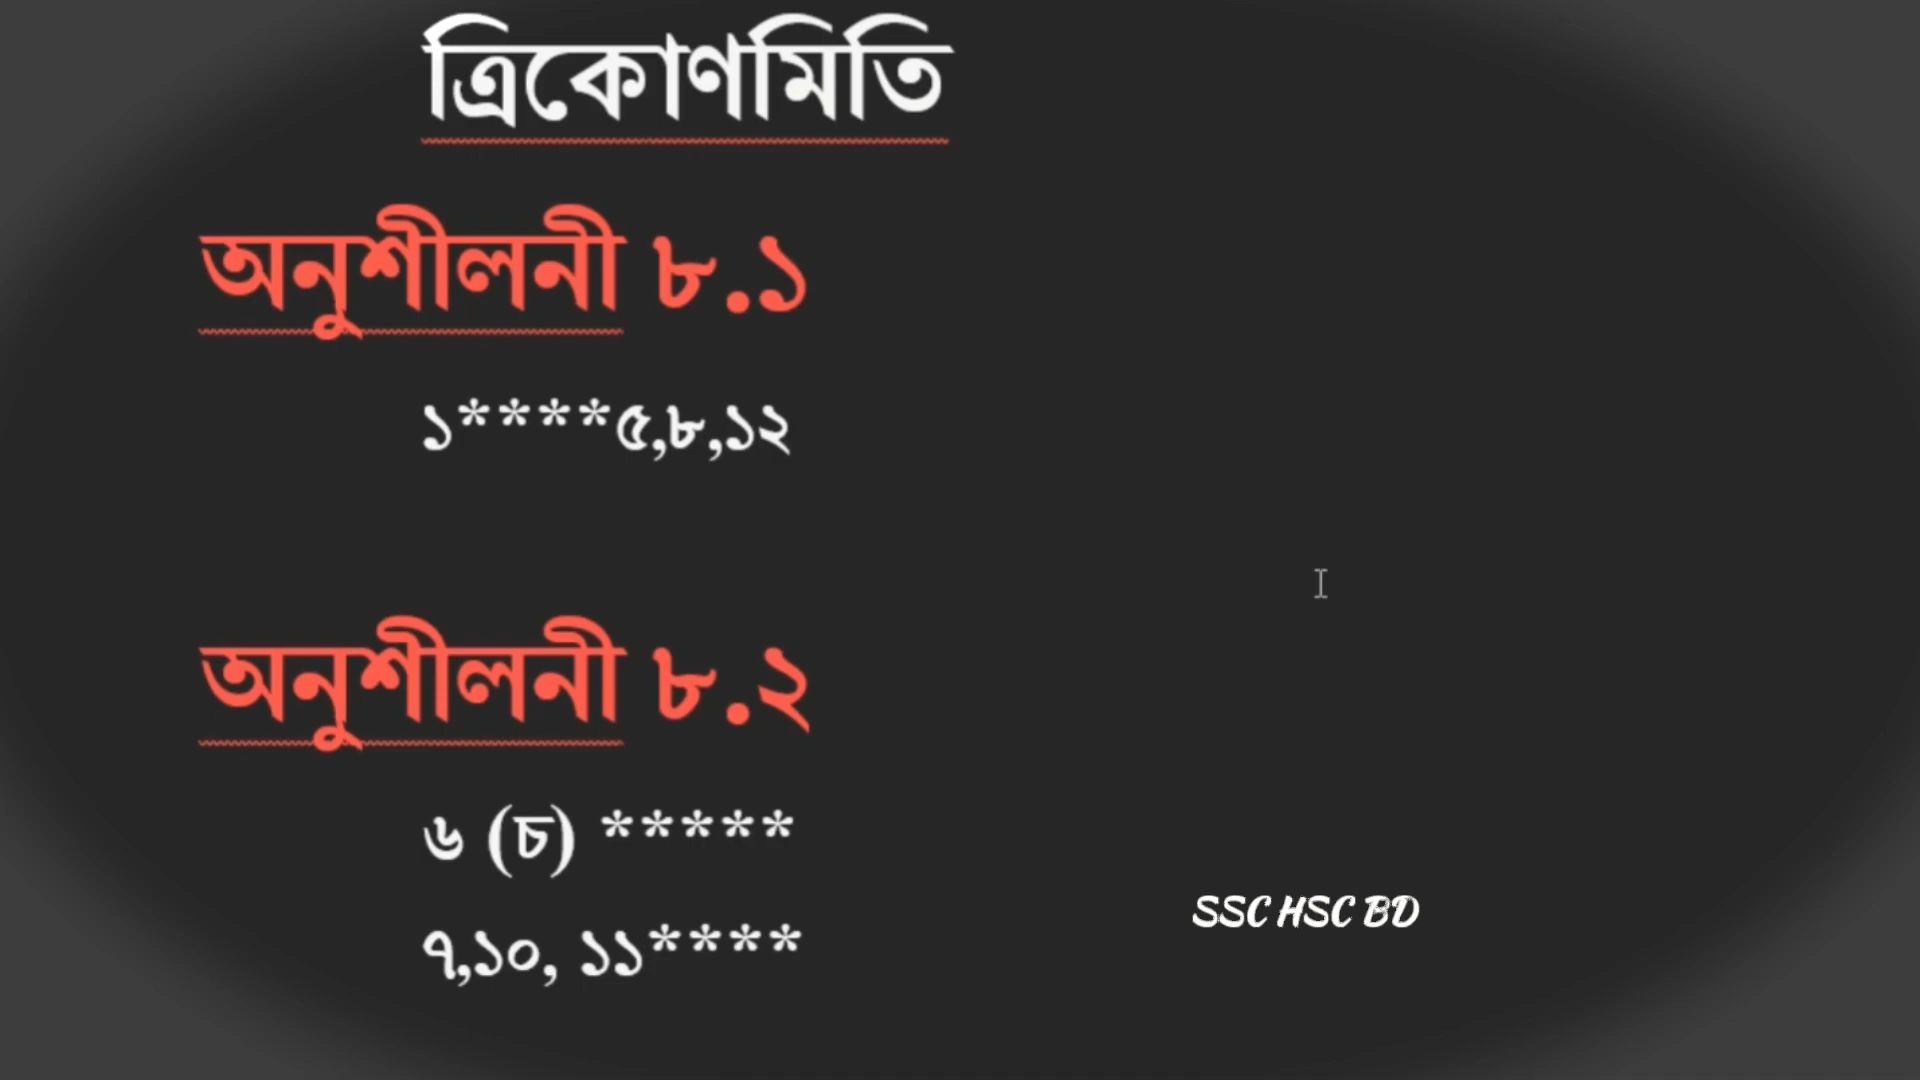 ত্রিকোণমিতি
অনুশীলনী ৮.১
১****৫,৮,১২
অনুশীলনী ৮.২
৬ (চ) *****
৭,১০, ১১****
SSC HSC BD